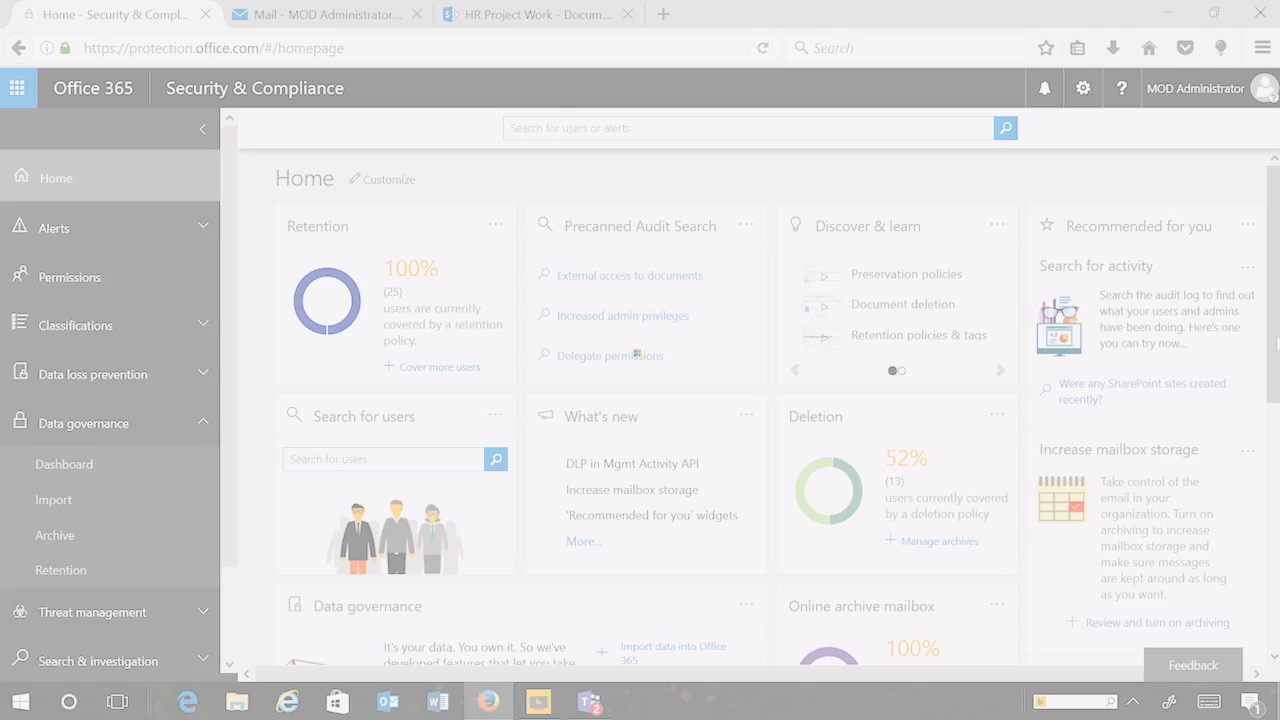 Home - Security & Compl...
Mail - MOD Administrator...
HR Project Work - Docum...
https://protection.office.com/#/homepage
Search
Office 365
Security & Compliance
MOD Administrator
Search for users or alerts
Home
Alerts
Permissions
Classifications
Data loss prevention
Data governance
Dashboard
Import
Archive
Retention
Threat management
Search & investigation
Home
Customize
Retention
100%
(25)
users are currently
covered by a retention
policy.
Cover more users
Precanned Audit Search
External access to documents
Increased admin privileges
Delegate permissions
Discover & learn
Preservation policies
Document deletion
Retention policies & tags
Recommended for you
Search for activity
Search the audit log to find out
what your users and admins
have been doing. Here's one
you can try now...
Were any SharePoint sites created
recently?
Search for users
Search for users
What's new
DLP in Mgmt Activity API
Increase mailbox storage
'Recommended for you' widgets
More...
Deletion
52%
(13)
users currently covered
by a deletion policy
Manage archives
Increase mailbox storage
Take control of the
email in your
organization. Turn on
archiving to increase
mailbox storage and
make sure messages
are kept around as long
as you want.
Review and turn on archiving
Data governance
It's your data. You own it. So we've
developed features that let you take
Import data into Office
365
Online archive mailbox
100%
Feedback
2
1